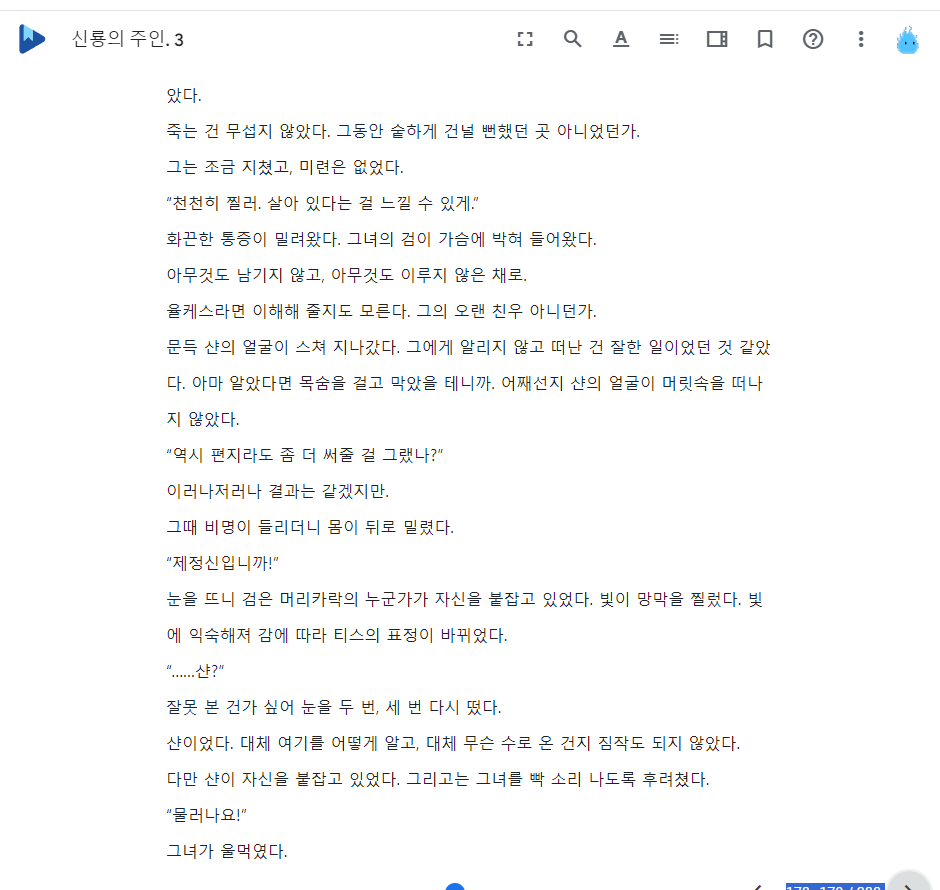 신룡의 주인. 3
았다.
죽는 건 무섭지 않았다. 그동안 숱하게 건널 뻔했던 곳 아니었던가.
그는 조금 지쳤고, 미련은 없었다.
“천천히 찔러. 살아 있다는 걸 느낄 수 있게.”
화끈한 통증이 밀려왔다. 그녀의 검이 가슴에 박혀 들어왔다.
아무것도 남기지 않고, 아무것도 이루지 않은 채로.
율케스라면 이해해 줄지도 모른다. 그의 오랜 친우 아니던가.
문득 샨의 얼굴이 스쳐 지나갔다. 그에게 알리지 않고 떠난 건 잘한 일이었던 것 같았
다. 아마 알았다면 목숨을 걸고 막았을 테니까. 어째선지 샨의 얼굴이 머릿속을 떠나
지 않았다.
“역시 편지라도 좀 더 써줄 걸 그랬나?”
이러나저러나 결과는 같겠지만.
그때 비명이 들리더니 몸이 뒤로 밀렸다.
“제정신입니까!”
눈을 뜨니 검은 머리카락의 누군가가 자신을 붙잡고 있었다. 빛이 망막을 찔렀다. 빛
에 익숙해져 감에 따라 티스의 표정이 바뀌었다.
“......샨?”
잘못 본 건가 싶어 눈을 두 번, 세 번 다시 떴다.
샨이었다. 대체 여기를 어떻게 알고, 대체 무슨 수로 온 건지 짐작도 되지 않았다.
다만 샨이 자신을 붙잡고 있었다. 그리고는 그녀를 빡 소리 나도록 후려쳤다.
“물러나요!”
그녀가 울먹였다.